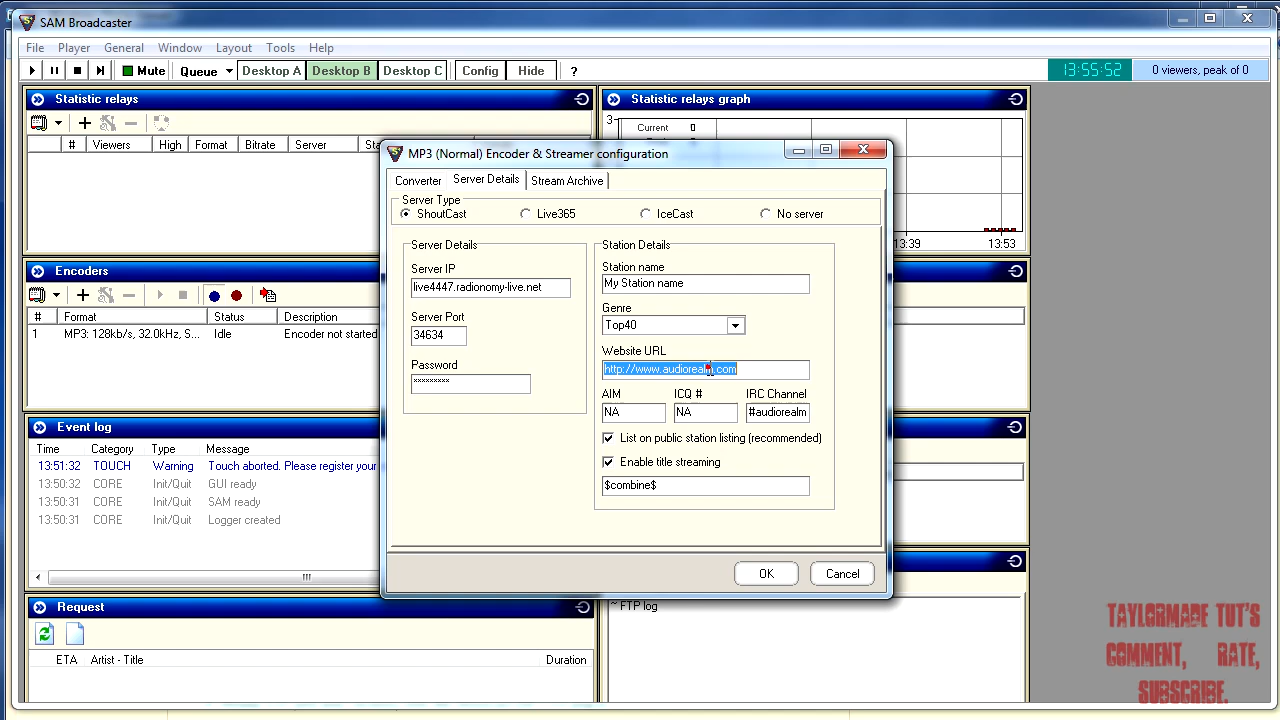 SAM Broadcaster
File Player General Window Layout Tools Help
Mute Queue Desktop A Desktop B Desktop C Config Hide ? 13:55:52 0 viewers, peak of 0
Statistic relays
# Viewers High Format Bitrate Server
Statistic relays graph
3
Current 0
13:39 13:53
Encoders
# Format Status Description
1 MP3: 128kb/s, 32.0kHz, S... Idle Encoder not started
Event log
Time Category Type Message
13:51:32 TOUCH Warning Touch aborted. Please register your
13:50:32 CORE Init/Quit GUI ready
13:50:31 CORE Init/Quit SAM ready
13:50:31 CORE Init/Quit Logger created
Request
ETA Artist - Title Duration
~ FTP log
MP3 (Normal) Encoder & Streamer configuration
Converter Server Details Stream Archive
Server Type
ShoutCast Live365 IceCast No server
Server Details
Server IP
live4447.radionomy-live.net
Server Port
34634
Password
×××××××××
Station Details
Station name
My Station name
Genre
Top40
Website URL
http://www.audiorealm.com
AIM ICQ # IRC Channel
NA NA #audiorealm
List on public station listing (recommended)
Enable title streaming
$combine$
OK Cancel
TAYLORMADE TUT'S
COMMENT, RATE,
SUBSCRIBE.